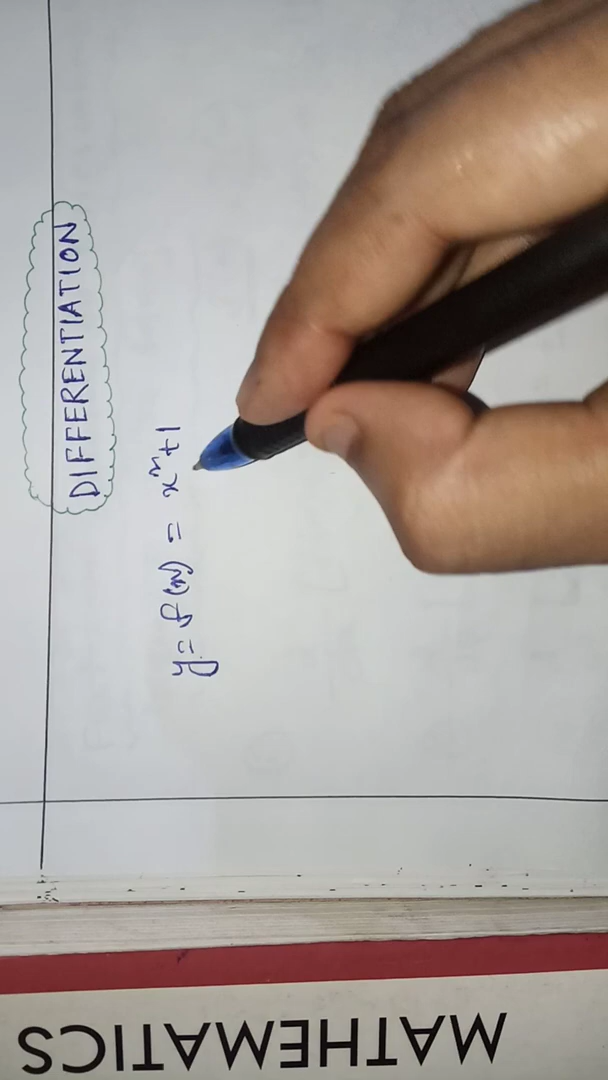 DIFFERENTIATION
y = f(x) = x²+1
MATHEMATICS